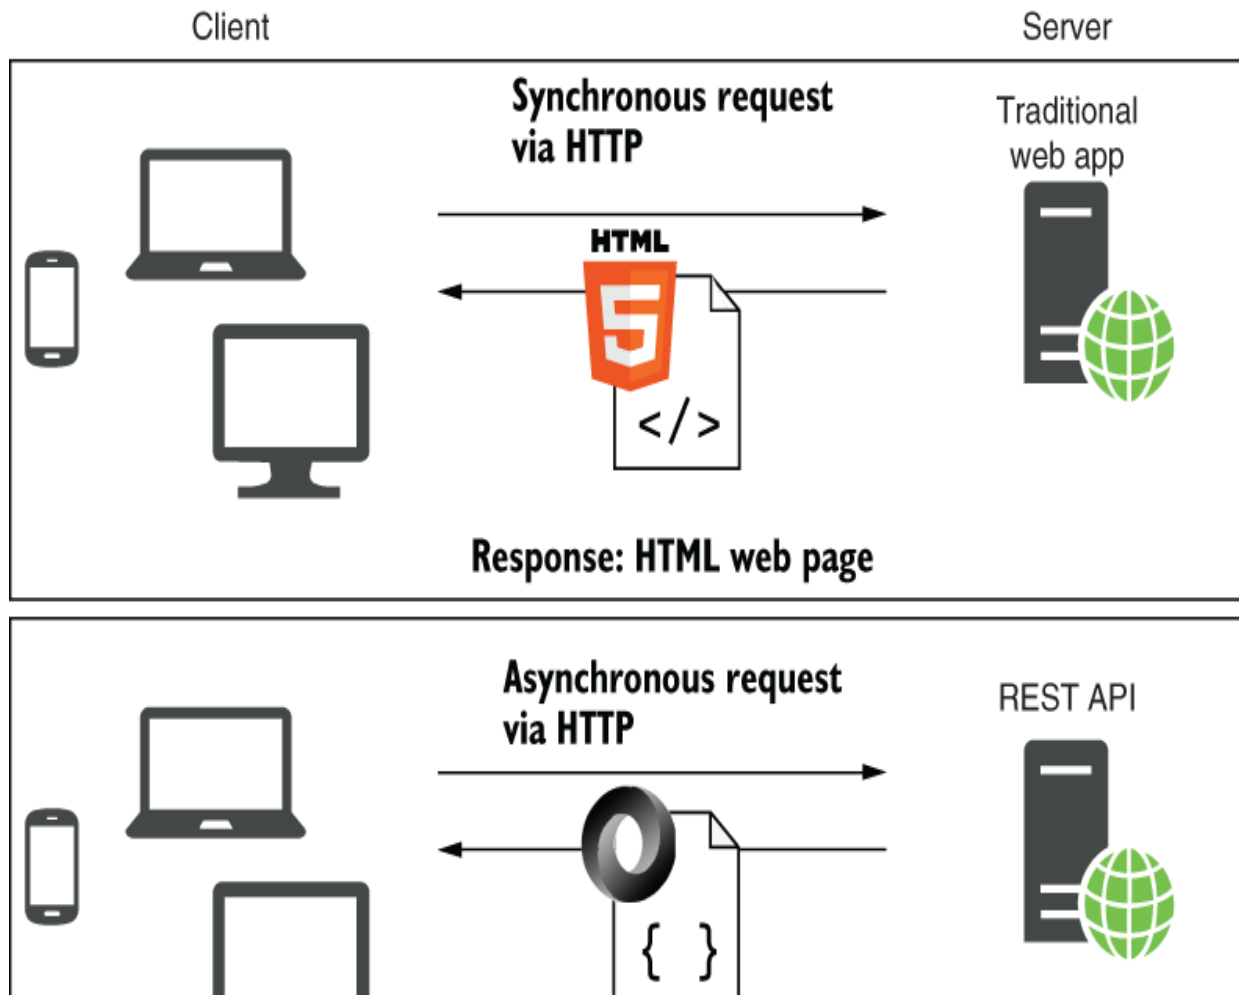 Client
Server
Synchronous request
via HTTP
Traditional
web app
HTML
5
</>
Response: HTML web page
Asynchronous request
via HTTP
REST API
{ }